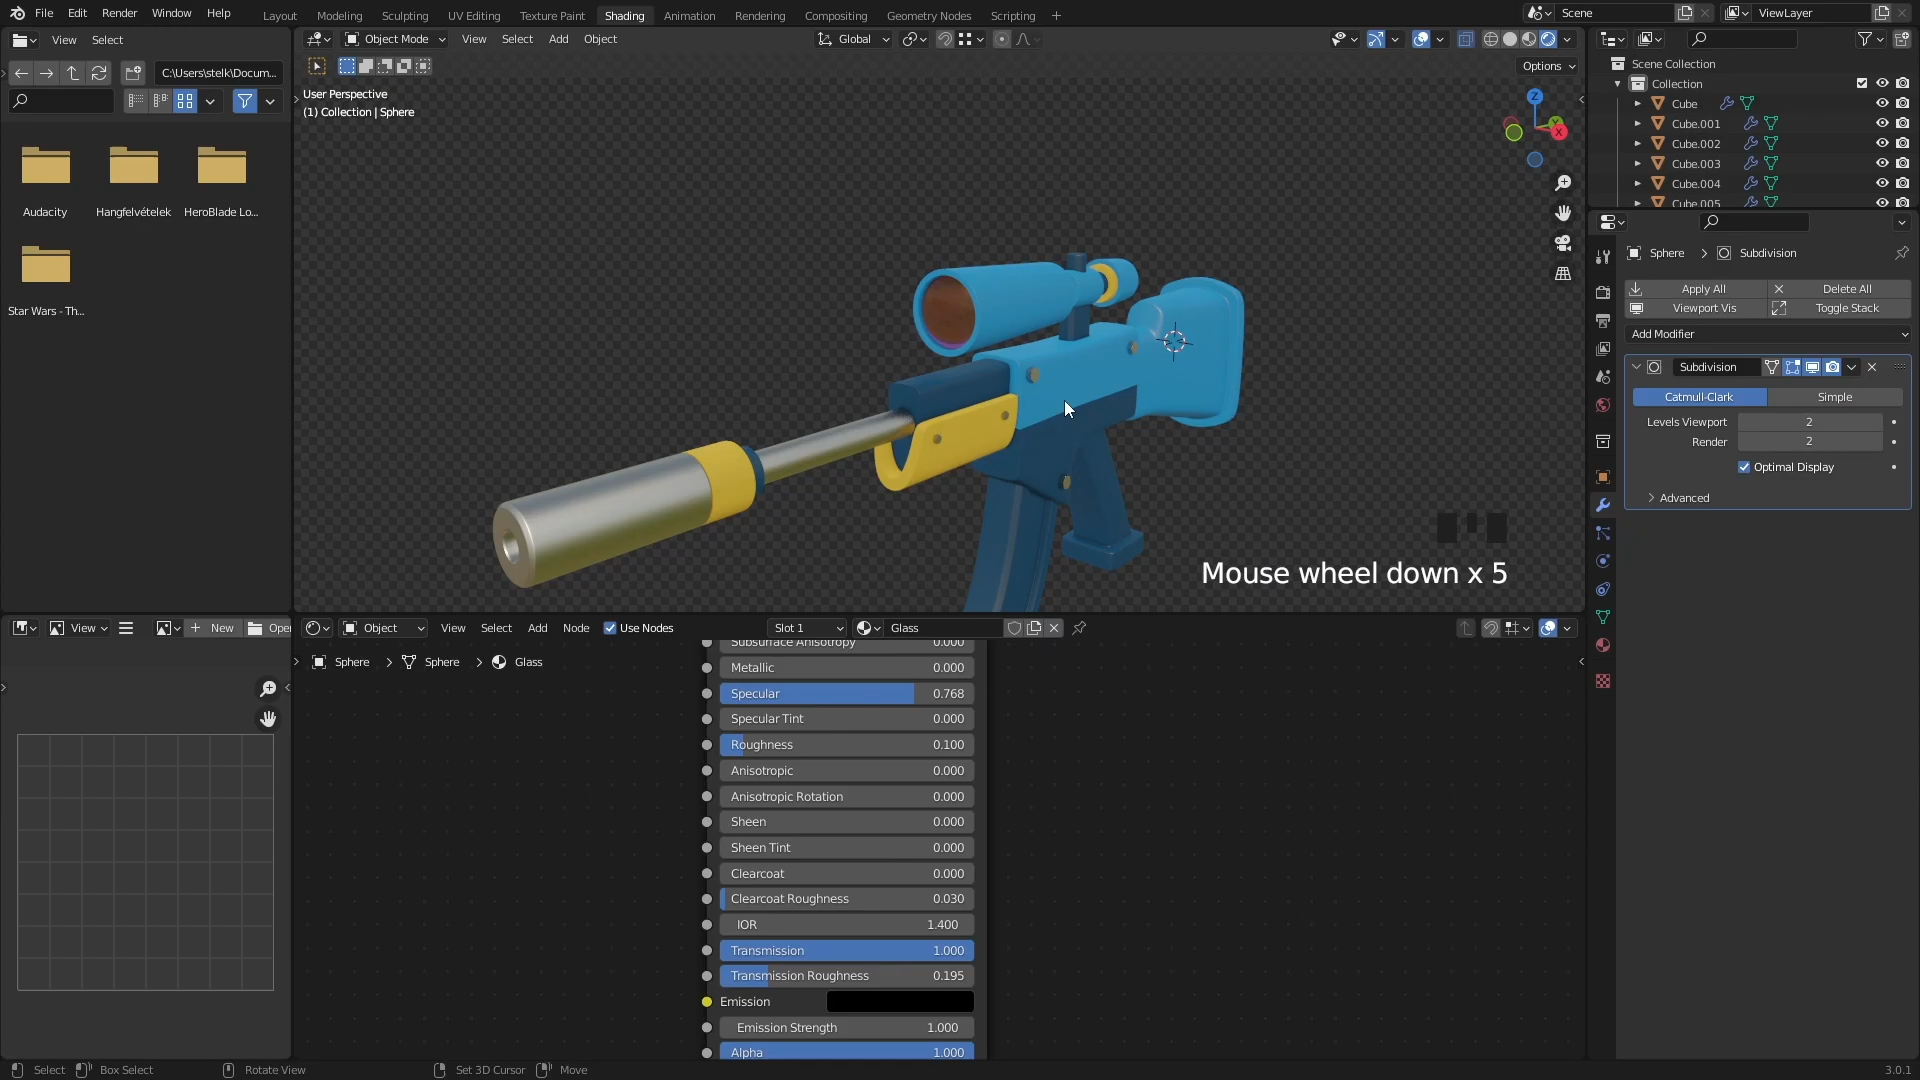 File Edit Render Window Help Layout Modeling Sculpting UV Editing Texture Paint Shading Animation Rendering Compositing Geometry Nodes Scripting + Scene ViewLayer
View Select Object Mode View Select Add Object Global
C:\Users\stelk\Docum...
Options
User Perspective
(1) Collection | Sphere
Audacity Hangfelvételek HeroBlade Lo...
Star Wars - Th...
Z
Y
X
Scene Collection
Collection
Cube
Cube.001
Cube.002
Cube.003
Cube.004
Cube.005
Sphere > Subdivision
Apply All Delete All
Viewport Vis Toggle Stack
Add Modifier
Subdivision
Catmull-Clark Simple
Levels Viewport 2
Render 2
Optimal Display
Advanced
Mouse wheel down x 5
View New Open
Object View Select Add Node Object Use Nodes Slot 1 Glass
Sphere > Sphere > Glass
Subsurface Anisotropy 0.000
Metallic 0.000
Specular 0.768
Specular Tint 0.000
Roughness 0.100
Anisotropic 0.000
Anisotropic Rotation 0.000
Sheen 0.000
Sheen Tint 0.000
Clearcoat 0.000
Clearcoat Roughness 0.030
IOR 1.400
Transmission 1.000
Transmission Roughness 0.195
Emission
Emission Strength 1.000
Alpha 1.000
Select Box Select Rotate View Set 3D Cursor Move 3.0.1